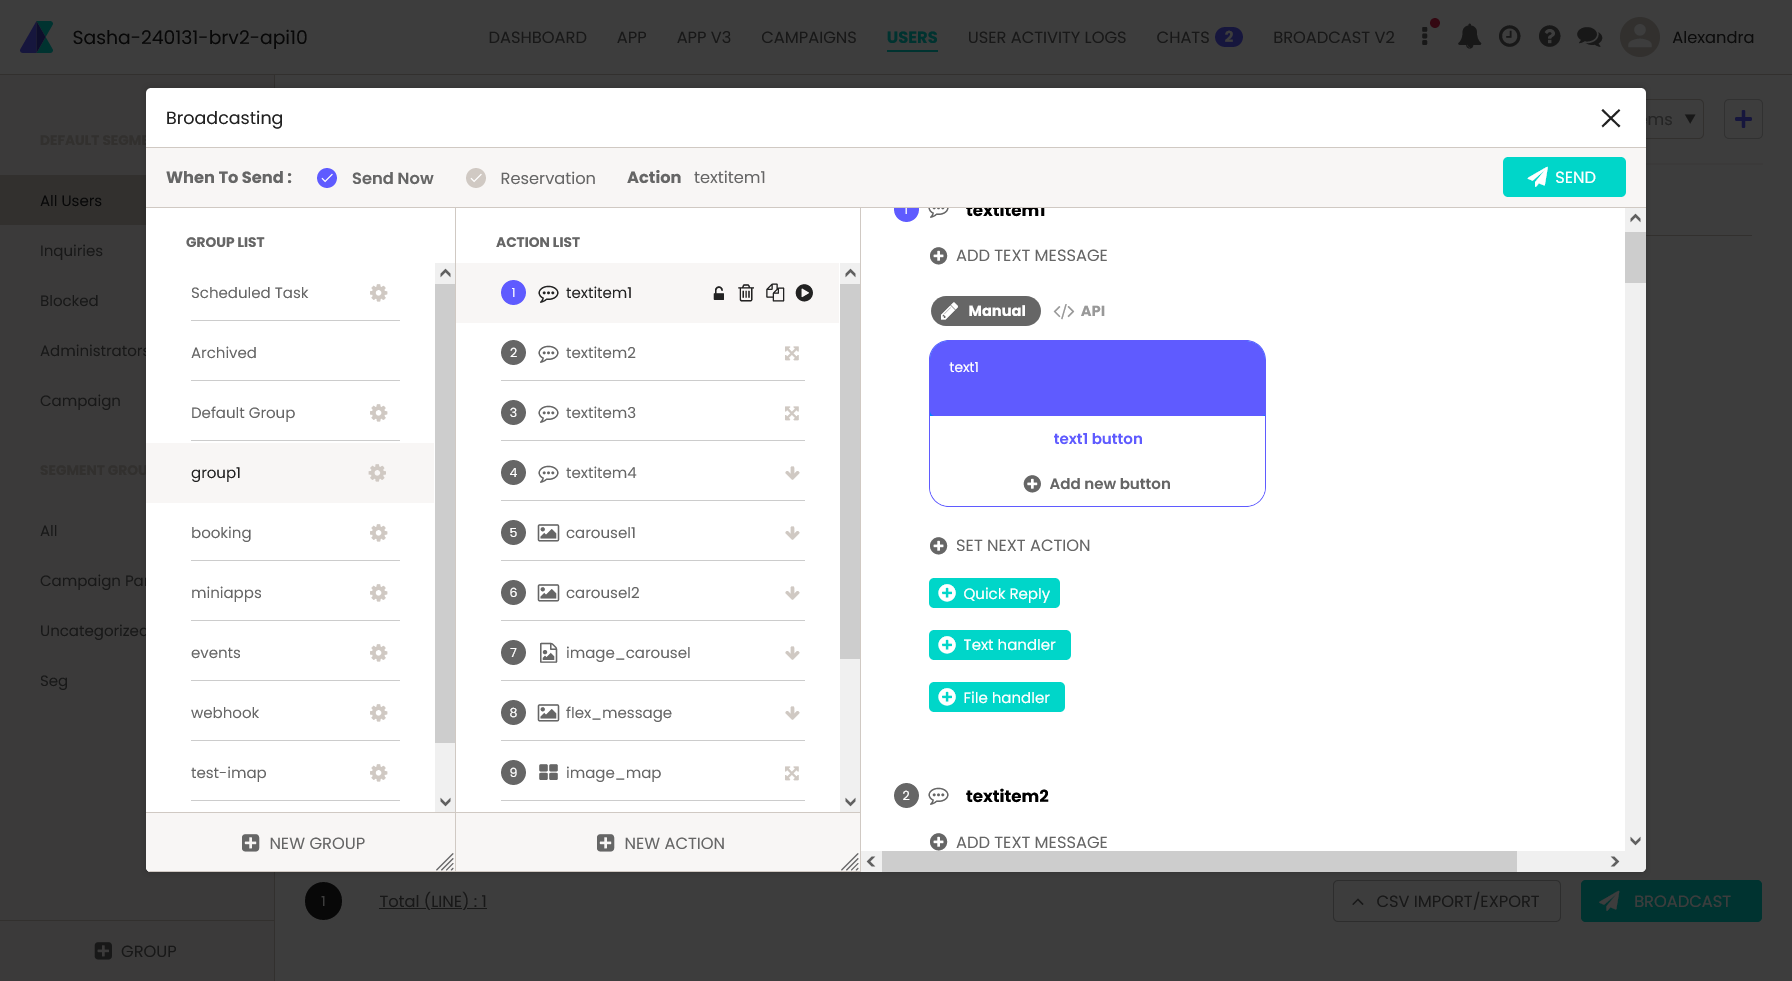 Sasha-240131-brv2-api10
DASHBOARD
APP
APP V3
CAMPAIGNS
USERS
USER ACTIVITY LOGS
CHATS 2
BROADCAST V2
Alexandra
Broadcasting
When To Send :
Send Now
Reservation
Action textitem1
SEND
DEFAULT
All Users
Inquiries
Blocked
Administrators
Campaign
All
Campaign
Uncategorized
Seg
GROUP
GROUP LIST
Scheduled Task
Archived
Default Group
group1
booking
miniapps
events
webhook
test-imap
NEW GROUP
ACTION LIST
1 textitem1
2 textitem2
3 textitem3
4 textitem4
5 carousel1
6 carousel2
7 image_carousel
8 flex_message
9 image_map
NEW ACTION
1 textitem1
ADD TEXT MESSAGE
Manual
</> API
text1
text1 button
Add new button
SET NEXT ACTION
Quick Reply
Text handler
File handler
2 textitem2
ADD TEXT MESSAGE
1
Total (LINE) : 1
CSV IMPORT/EXPORT
BROADCAST